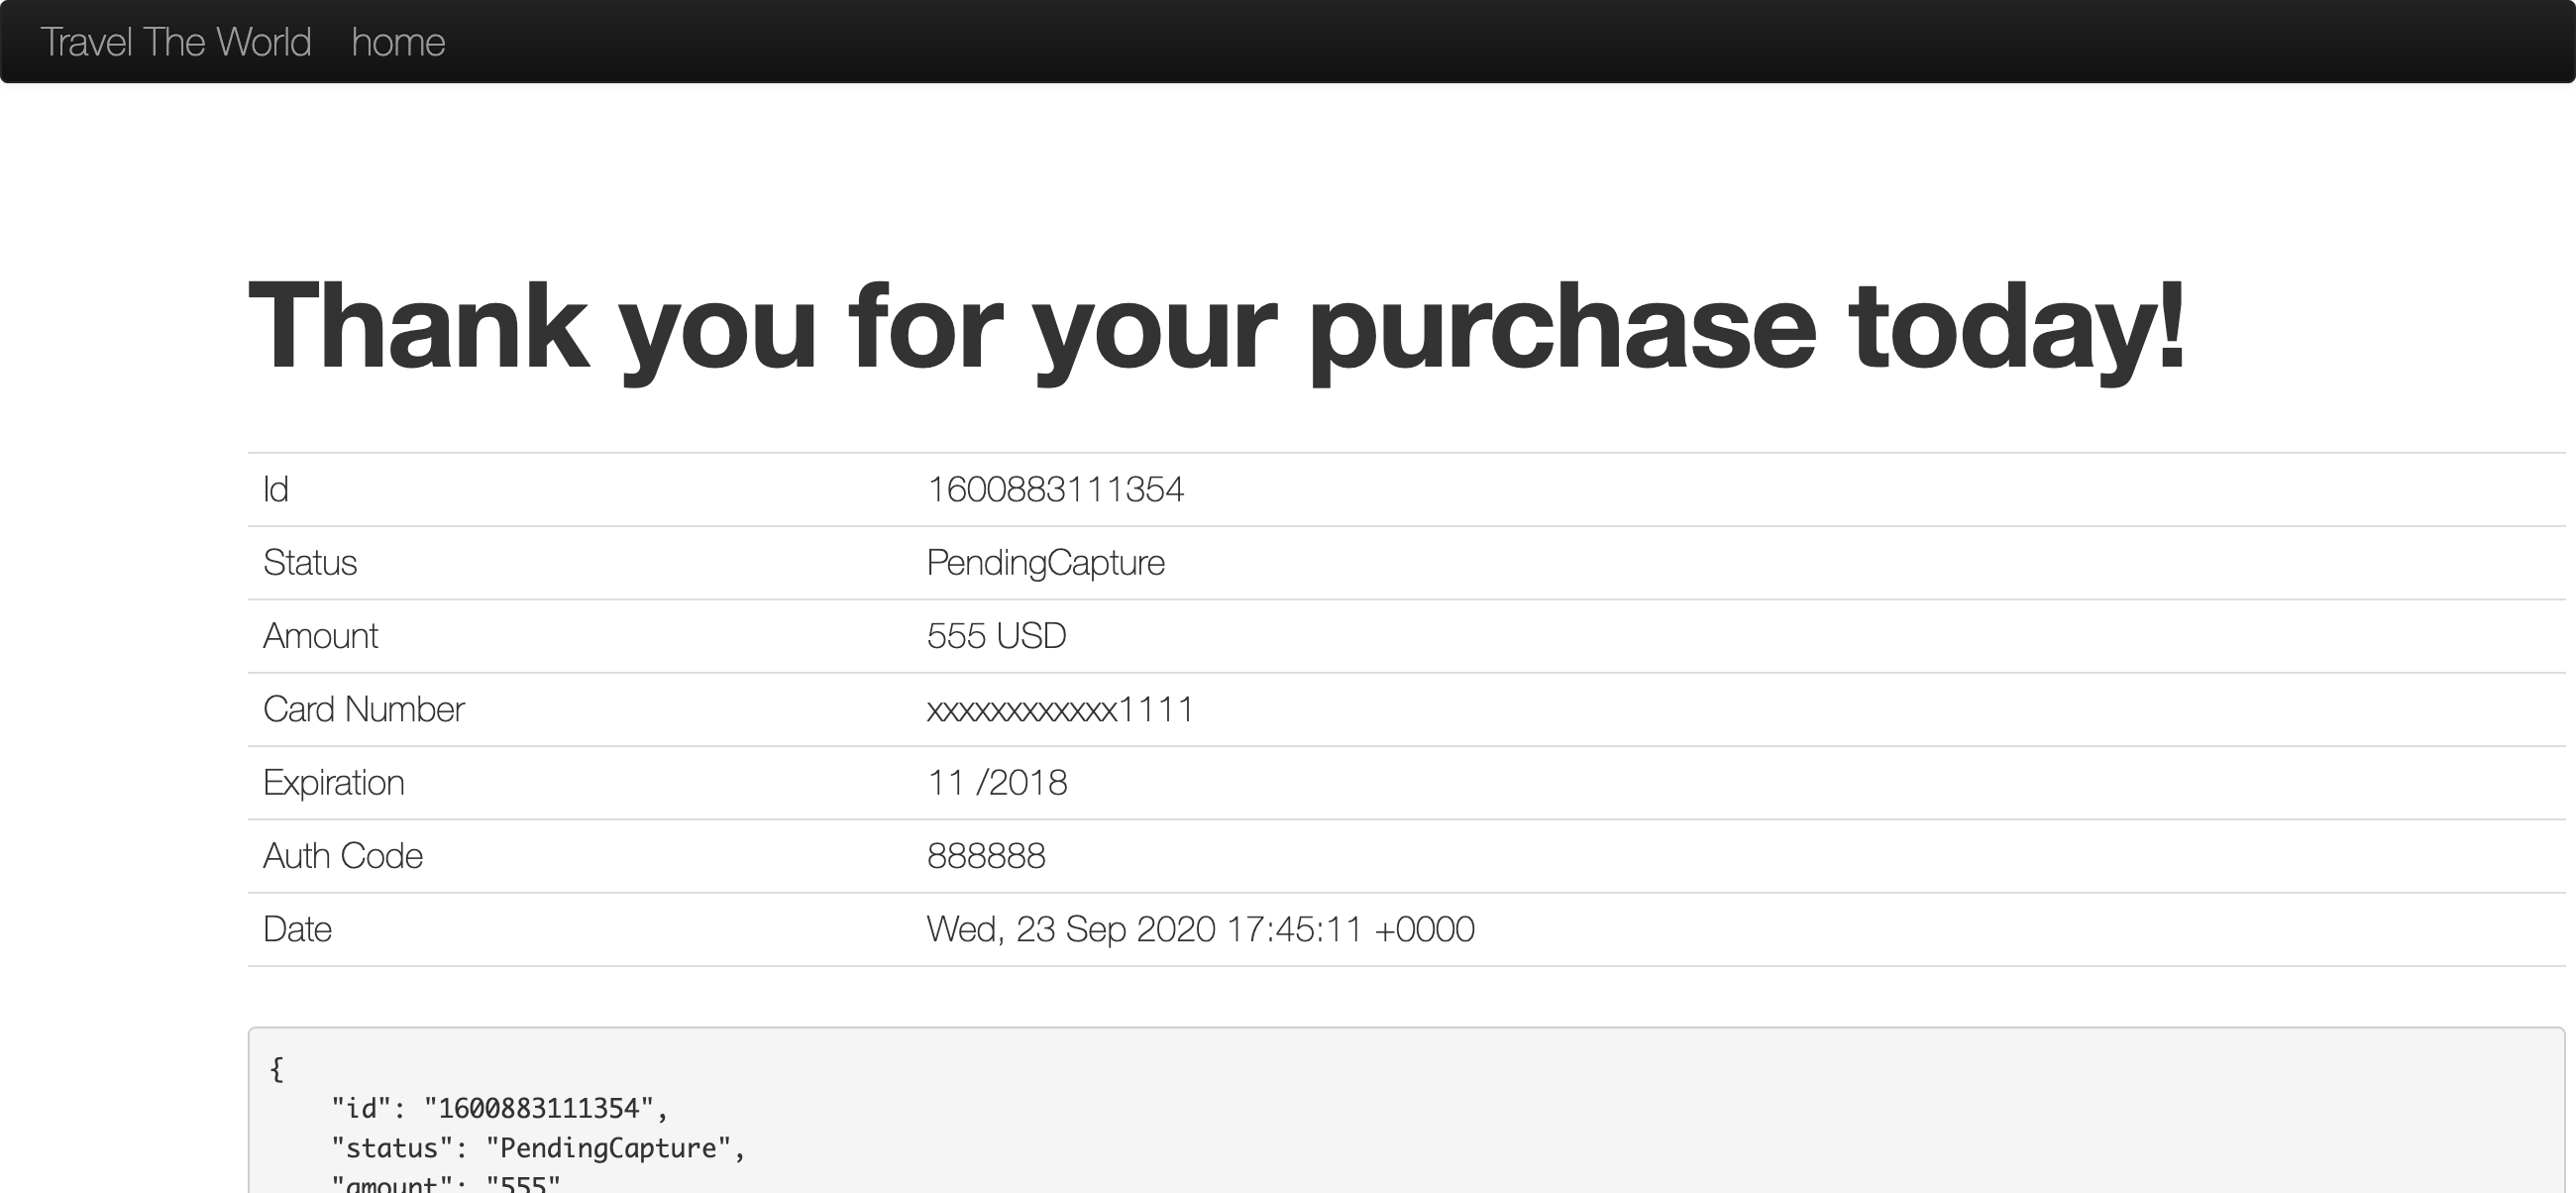 Travel The World home
Thank you for your purchase today!
Id 1600883111354
Status PendingCapture
Amount 555 USD
Card Number xxxxxxxxxxxx1111
Expiration 11 /2018
Auth Code 888888
Date Wed, 23 Sep 2020 17:45:11 +0000
{
"id": "1600883111354",
"status": "PendingCapture",
"amount": "555"